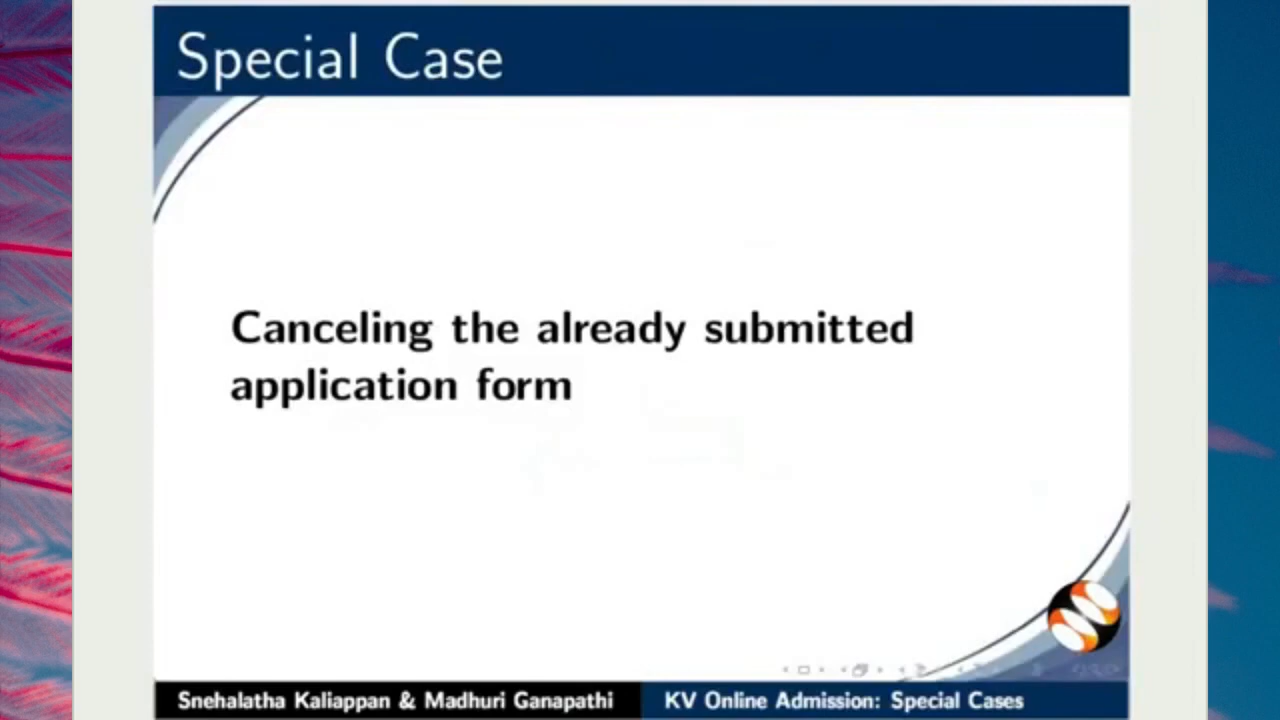 Special Case
Canceling the already submitted
application form
Snehalatha Kaliappan & Madhuri Ganapathi KV Online Admission: Special Cases